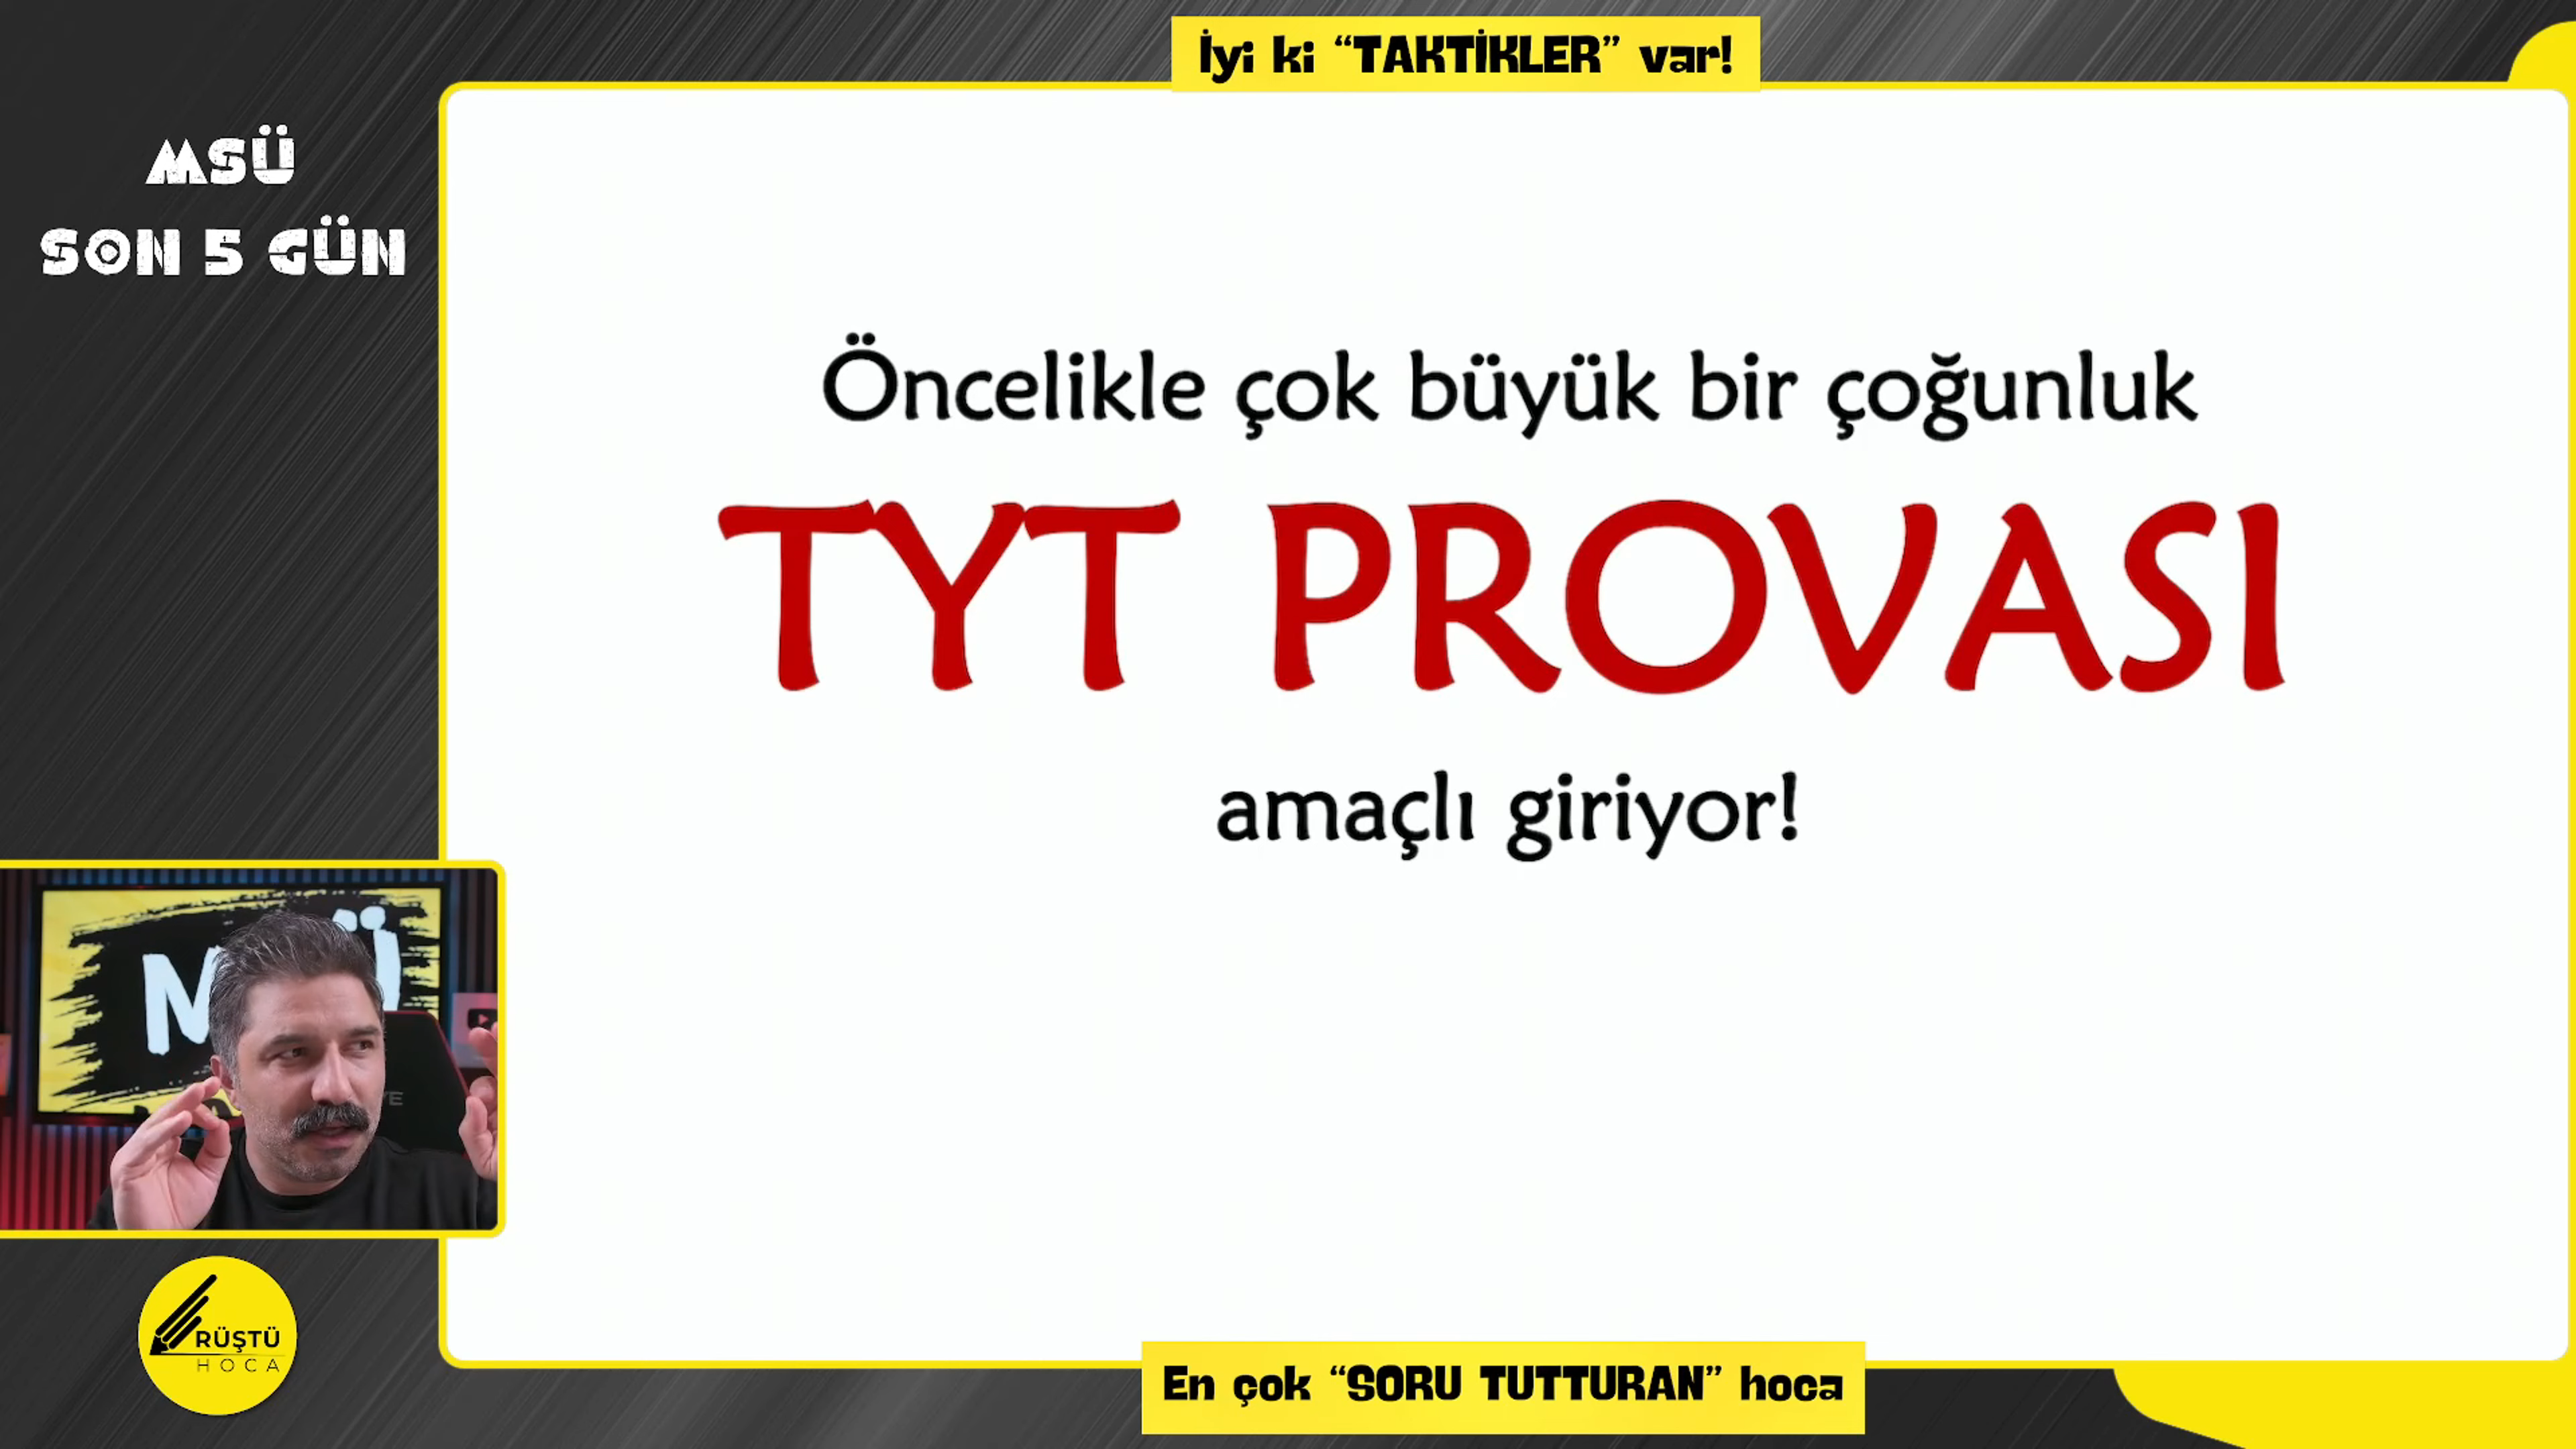 İyi ki “TAKTİKLER” var!
MSÜ
SON 5 GÜN
Öncelikle çok büyük bir çoğunluk
TYT PROVASI
amaçlı giriyor!
RÜŞTÜ
HOCA
En çok “SORU TUTTURAN” hoca